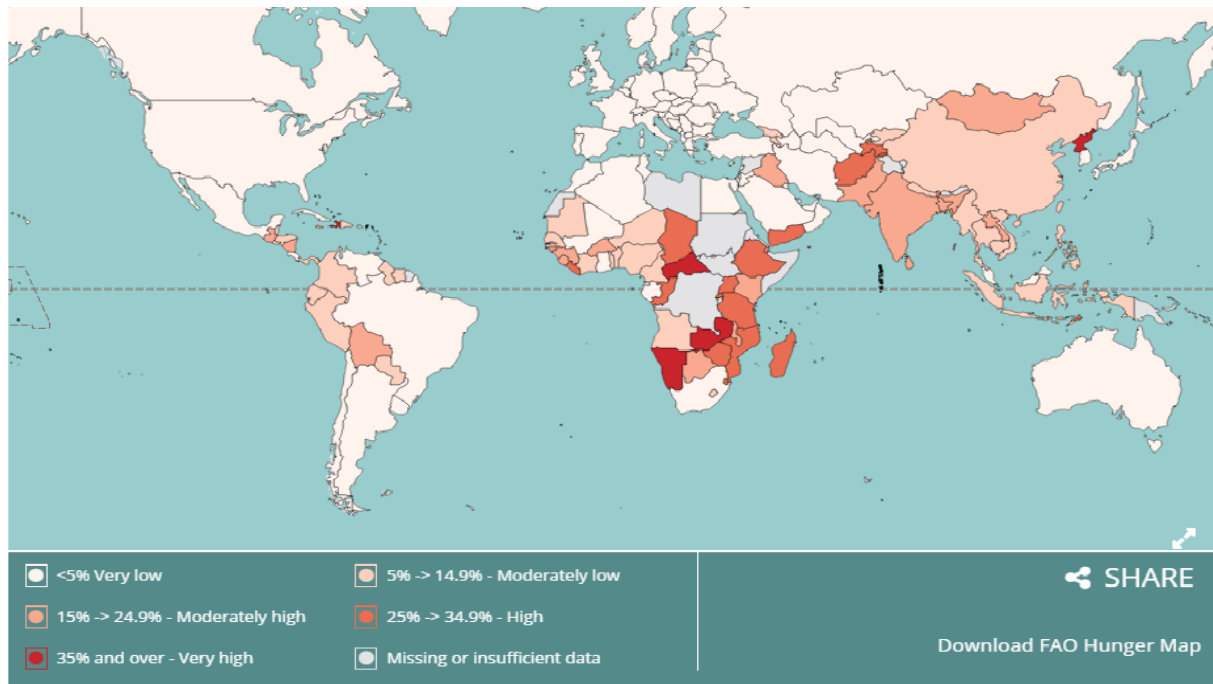 <5% Very low
5% -> 14.9% - Moderately low
15% -> 24.9% - Moderately high
25% -> 34.9% - High
35% and over - Very high
Missing or insufficient data
SHARE
Download FAO Hunger Map